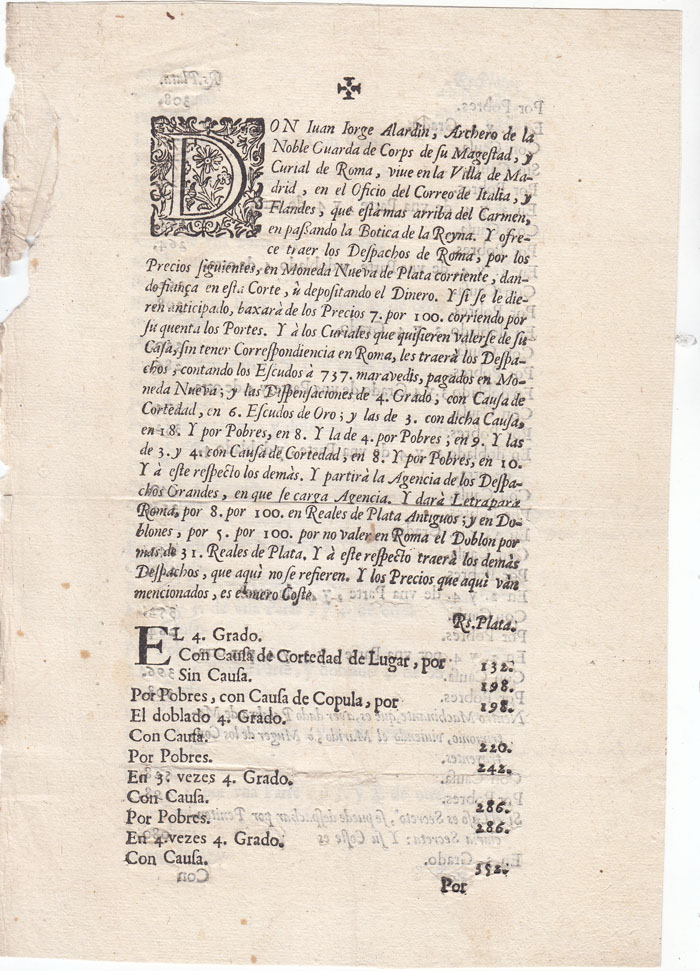 DON Iuan Iorge Alardin, Archero de la
Noble Guarda de Corps de su Magestad, y
Curial de Roma, viue en la Villa de Ma-
drid, en el Oficio del Correo de Italia, y
Flandes, que està mas arriba del Carmen,
en paſſando la Botica de la Reyna. Y ofre-
ce traer los Deſpachos de Roma, por los
Precios ſiguientes, en Moneda Nueva de Plata corriente, dan-
do fiança en eſta Corte, ù depoſitando el Dinero. Y ſi ſe le die-
ren anticipado, baxarà de los Precios 7. por 100. corriendo por
ſu quenta los Portes. Y à los Curiales que quiſieren valerſe de ſu
Caſa, ſin tener Correſpondiencia en Roma, les traerà los Deſpa-
chos, contando los Eſcudos à 737. maravedis, pagados en Mo-
neda Nueva; y las Diſpenſaciones de 4. Grado, con Cauſa de
Cortedad, en 6. Eſcudos de Oro; y las de 3. con dicha Cauſa,
en 18. Y por Pobres, en 8. Y la de 4. por Pobres, en 9. Y las
de 3. y 4. con Cauſa de Cortedad, en 8. Y por Pobres, en 10.
Y à eſte reſpecto los demàs. Y partirà la Agencia de los Deſpa-
chos Grandes, en que ſe carga Agencia. Y darà Letra para
Roma, por 8. por 100. en Reales de Plata Antiguos; y en Do-
blones, por 5. por 100. por no valer en Roma el Doblon por
mas de 31. Reales de Plata. Y à eſte reſpecto traerà los demàs
Deſpachos, que aquì no ſe refieren. Y los Precios que aquì vàn
mencionados, es el mero Coſte.
Rs. Plata.
EL 4. Grado.
Con Cauſa de Cortedad de Lugar, por 132.
Sin Cauſa. 198.
Por Pobres, con Cauſa de Copula, por 198.
El doblado 4. Grado.
Con Cauſa. 220.
Por Pobres. 242.
En 3. vezes 4. Grado.
Con Cauſa. 286.
Por Pobres. 286.
En 4. vezes 4. Grado.
Con Cauſa. 352.
Por